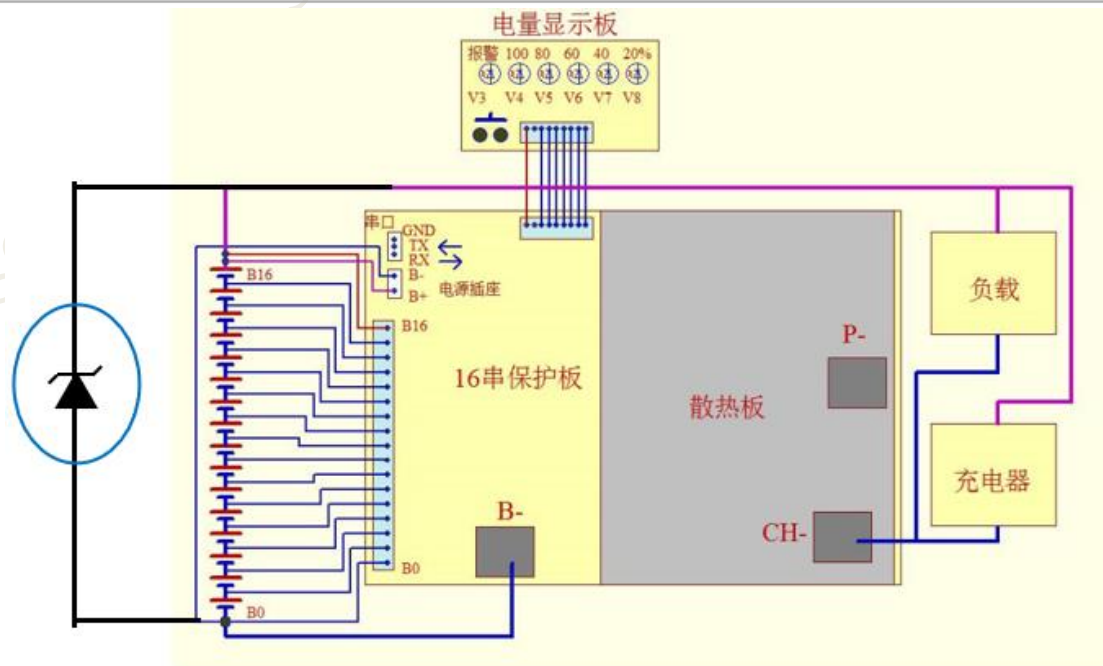 电量显示板
报警 100 80 60 40 20%
V3 V4 V5 V6 V7 V8
串口
GND
TX
RX
B-
B+
电源插座
B16
B16
16串保护板
散热板
P-
负载
充电器
CH-
B-
B0
B0